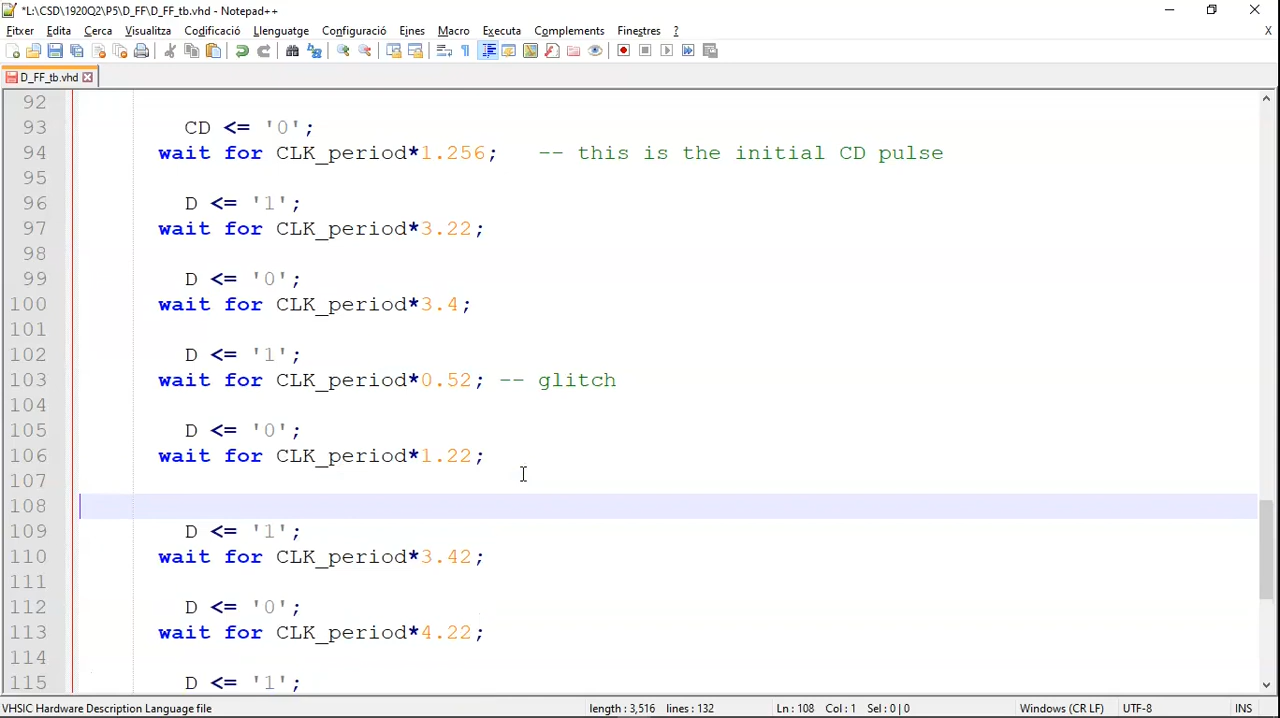 *L:\CSD\1920Q2\P5\D_FF\D_FF_tb.vhd - Notepad++
Fitxer Edita Cerca Visualitza Codificació Llenguatge Configuració Eines Macro Executa Complements Finestres ? X
D_FF_tb.vhd
92
93 CD <= '0';
94 wait for CLK_period*1.256; -- this is the initial CD pulse
95
96 D <= '1';
97 wait for CLK_period*3.22;
98
99 D <= '0';
100 wait for CLK_period*3.4;
101
102 D <= '1';
103 wait for CLK_period*0.52; -- glitch
104
105 D <= '0';
106 wait for CLK_period*1.22;
107
108
109 D <= '1';
110 wait for CLK_period*3.42;
111
112 D <= '0';
113 wait for CLK_period*4.22;
114
115 D <= '1';
VHSIC Hardware Description Language file length : 3,516 lines : 132 Ln : 108 Col : 1 Sel : 0 | 0 Windows (CR LF) UTF-8 INS